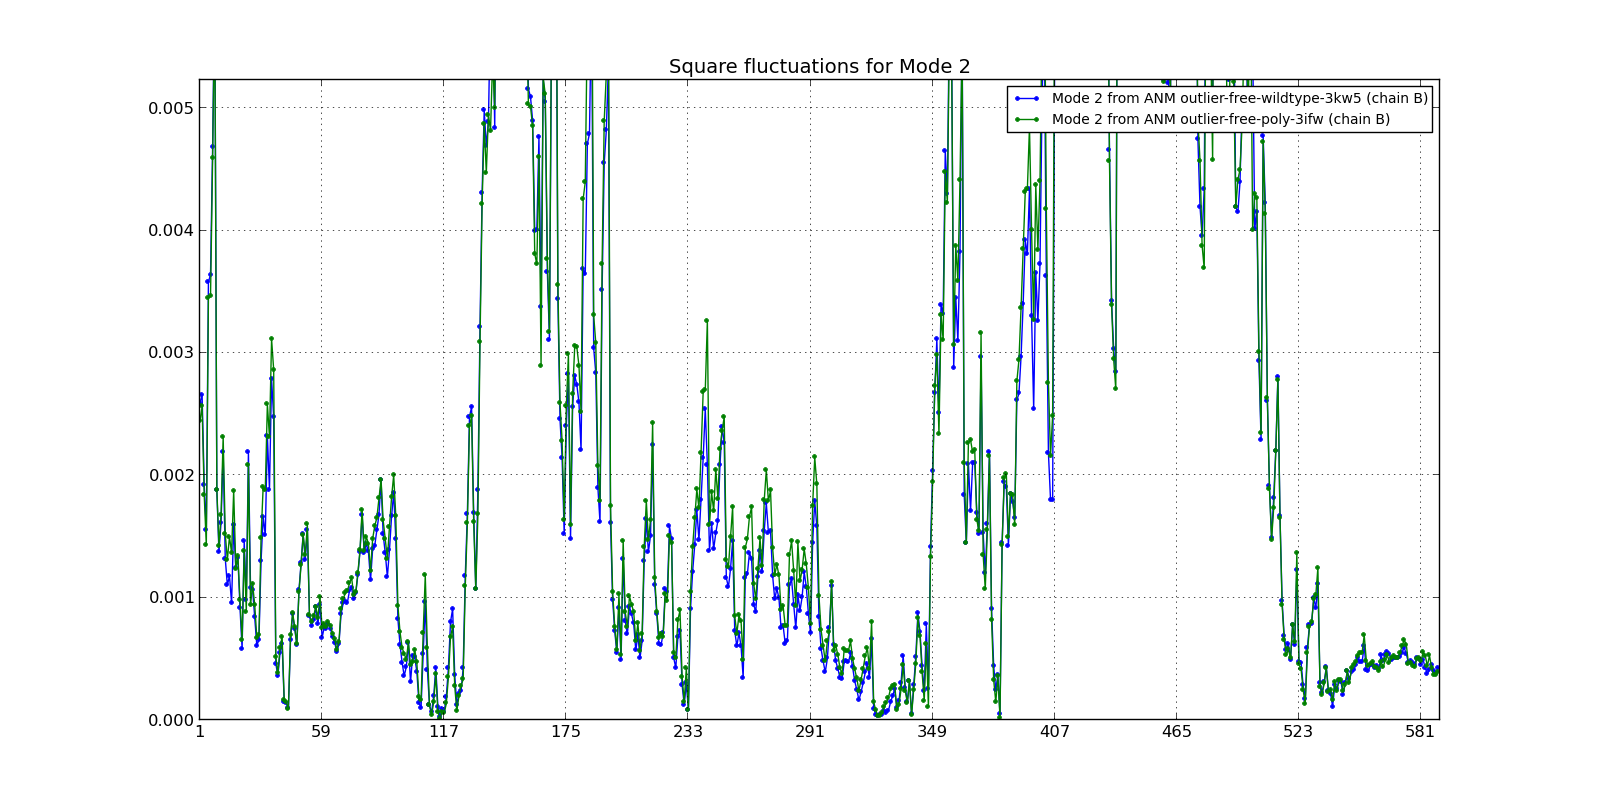 Square fluctuations for Mode 2
Mode 2 from ANM outlier-free-wildtype-3kw5 (chain B)
Mode 2 from ANM outlier-free-poly-3ifw (chain B)
0.005
0.004
0.003
0.002
0.001
0.000
1 59 117 175 233 291 349 407 465 523 581